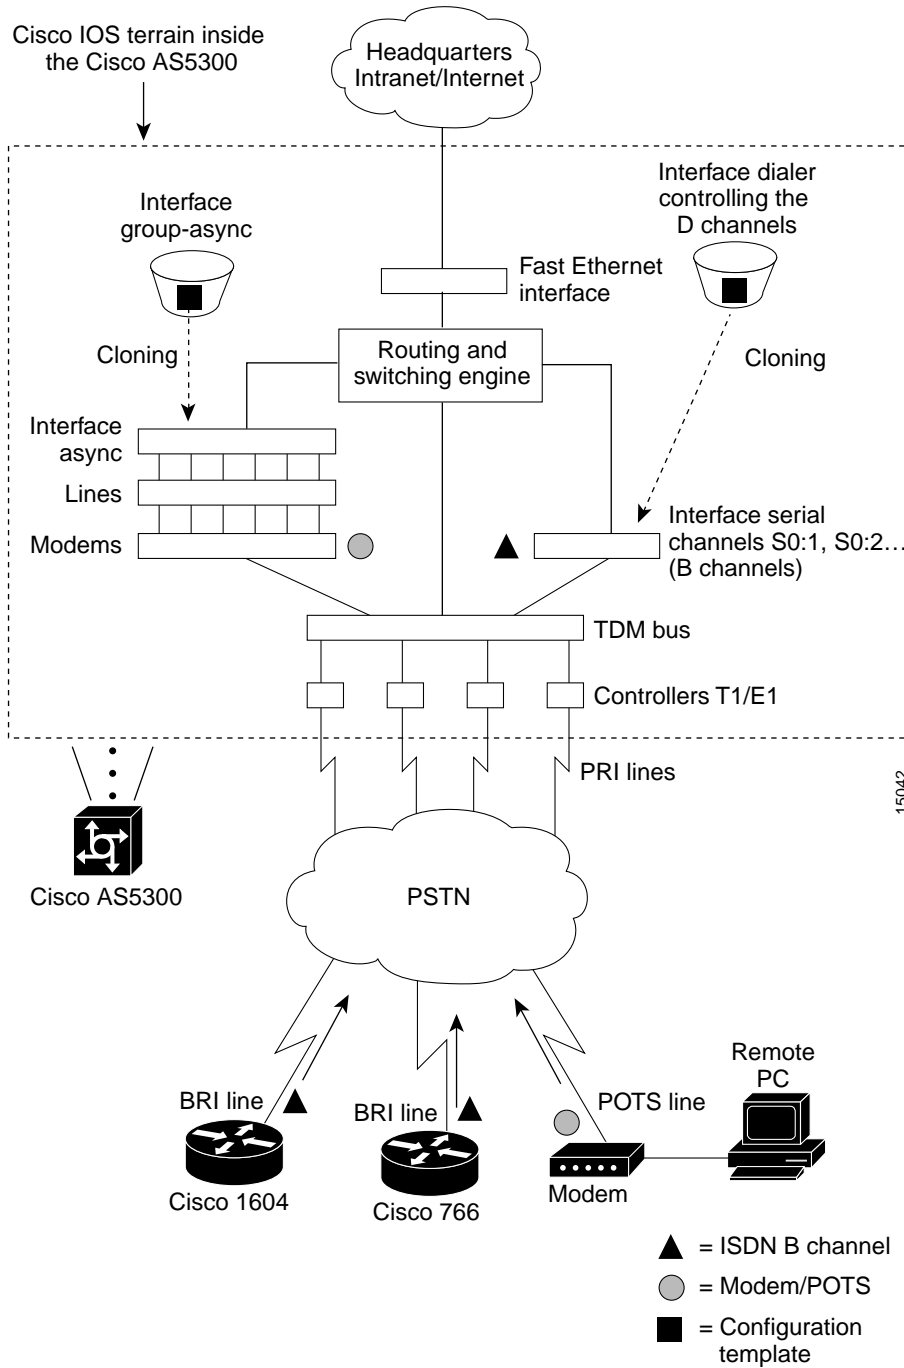 Cisco IOS terrain inside
the Cisco AS5300
Headquarters
Intranet/Internet
Interface
group-async
Interface dialer
controlling the
D channels
Fast Ethernet
interface
Cloning
Routing and
switching engine
Cloning
Interface
async
Lines
Modems
Interface serial
channels S0:1, S0:2…
(B channels)
TDM bus
Controllers T1/E1
PRI lines
15042
Cisco AS5300
PSTN
Remote
PC
BRI line
BRI line
POTS line
Cisco 1604
Cisco 766
Modem
= ISDN B channel
= Modem/POTS
= Configuration
template